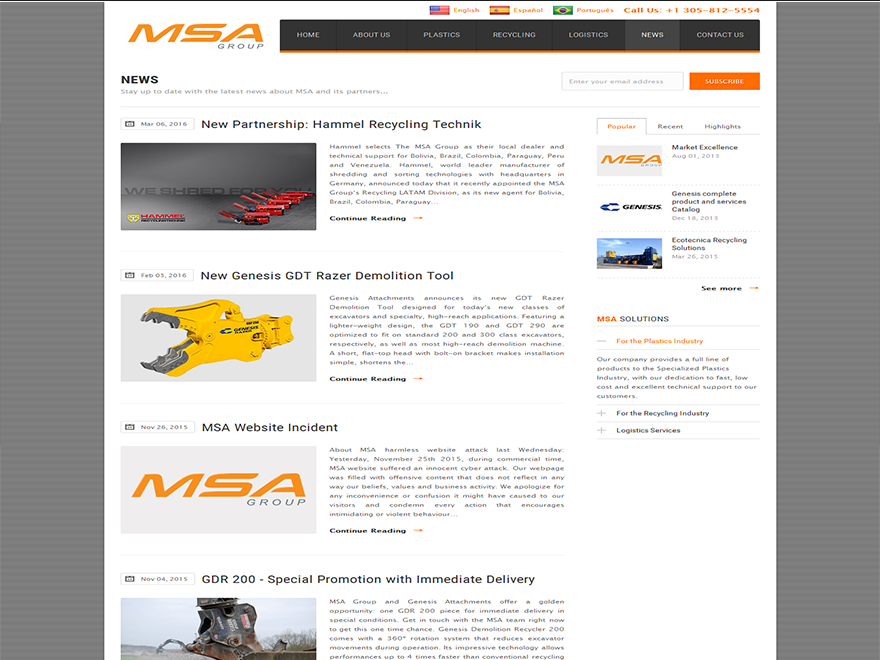 English Español Português Call Us: +1 305-812-5554
MSA
GROUP
HOME ABOUT US PLASTICS RECYCLING LOGISTICS NEWS CONTACT US
NEWS
Stay up to date with the latest news about MSA and its partners...
Enter your email address SUBSCRIBE
Mar 06, 2016 New Partnership: Hammel Recycling Technik
WE SHRED FOR YOU
HAMMEL
RECYCLINGTECHNIK
Hammel selects The MSA Group as their local dealer and
technical support for Bolivia, Brazil, Colombia, Paraguay, Peru
and Venezuela. Hammel, world leader manufacturer of
shredding and sorting technologies with headquarters in
Germany, announced today that it recently appointed the MSA
Group's Recycling LATAM Division, as its new agent for Bolivia,
Brazil, Colombia, Paraguay...
Continue Reading
Feb 03, 2016 New Genesis GDT Razer Demolition Tool
GENESIS
Genesis Attachments announces its new GDT Razer
Demolition Tool designed for today's new classes of
excavators and specialty, high-reach applications. Featuring a
lighter-weight design, the GDT 190 and GDT 290 are
optimized to fit on standard 200 and 300 class excavators,
respectively, as well as most high-reach demolition machine.
A short, flat-top head with bolt-on bracket makes installation
simple, shortens the...
Continue Reading
Nov 26, 2015 MSA Website Incident
MSA
GROUP
About MSA harmless website attack last Wednesday:
Yesterday, November 25th 2015, during commercial time,
MSA website suffered an innocent cyber attack. Our webpage
was filled with offensive content that does not reflect in any
way our beliefs, values and business activity. We apologize for
any inconvenience or confusion it might have caused to our
visitors and condemn every action that encourages
intimidating or violent behaviour...
Continue Reading
Nov 04, 2015 GDR 200 - Special Promotion with Immediate Delivery
MSA Group and Genesis Attachments offer a golden
opportunity: one GDR 200 piece for immediate delivery in
special conditions. Get in touch with the MSA team right now
to get this one time chance. Genesis Demolition Recycler 200
comes with a 360º rotation system that reduces excavator
movements during operation. Its impressive technology allows
performances up to 4 times faster than conventional recycling
Popular Recent Highlights
MSA
GROUP
Market Excellence
Aug 01, 2013
GENESIS
Genesis complete
product and services
Catalog
Dec 18, 2013
Ecotecnica Recycling
Solutions
Mar 26, 2015
See more
MSA SOLUTIONS
For the Plastics Industry
Our company provides a full line of
products to the Specialized Plastics
Industry, with our dedication to fast, low
cost and excellent technical support to our
customers.
For the Recycling Industry
Logistics Services